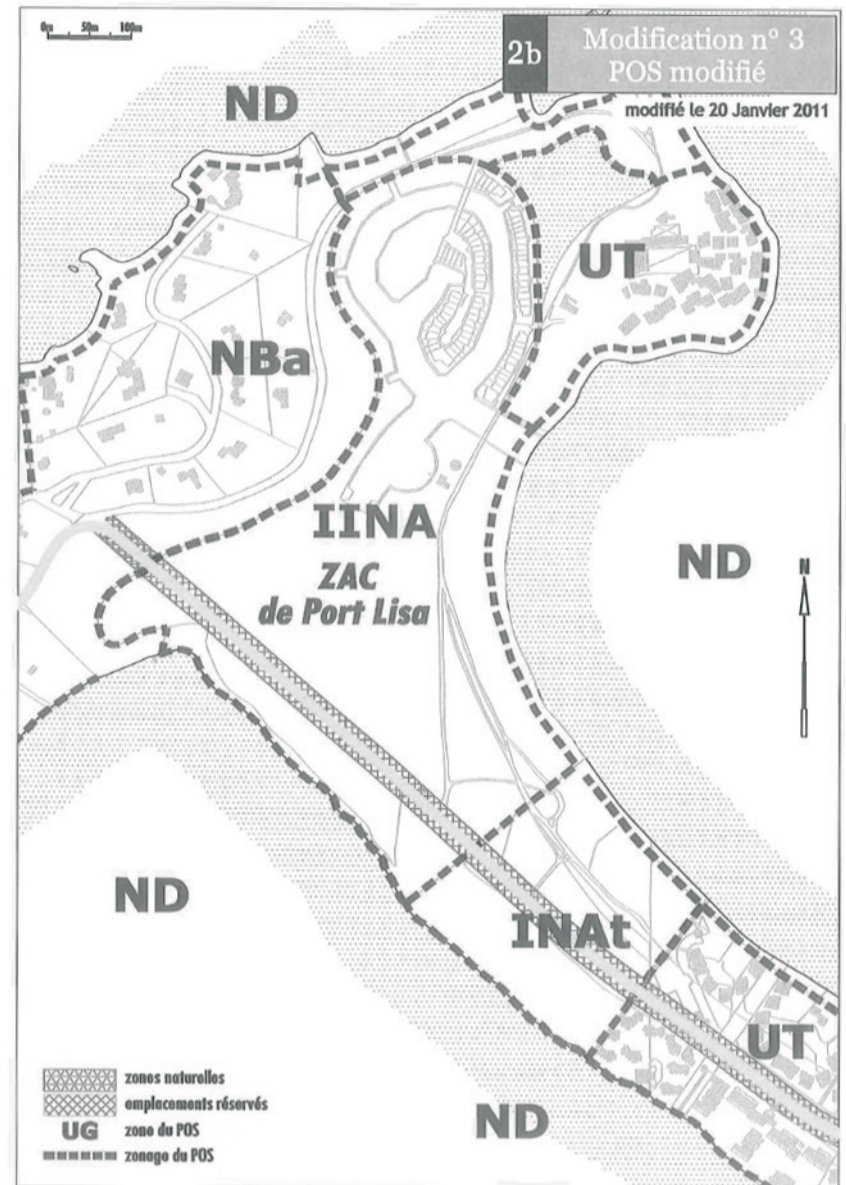 0m 50m 100m
2b
Modification n° 3
POS modifié
modifié le 20 Janvier 2011
ND
UT
NBa
IINA
ZAC
de Port Lisa
ND
N
ND
INAt
UT
ND
zones naturelles
emplacements réservés
UG zone du POS
zonage du POS